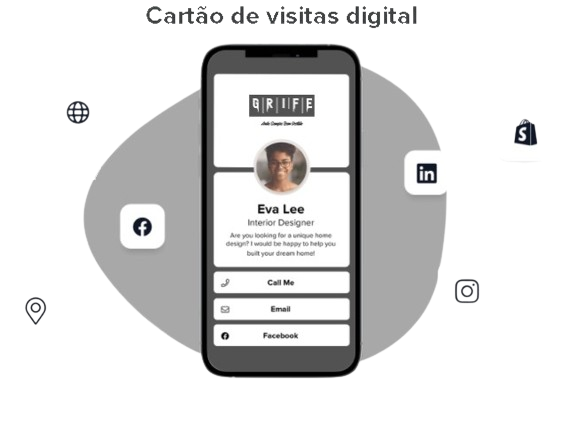 Cartão de visitas digital
GRIFE
Eva Lee
Interior Designer
Are you looking for a unique home
design? I would be happy to help you
built your dream home!
Call Me
Email
Facebook